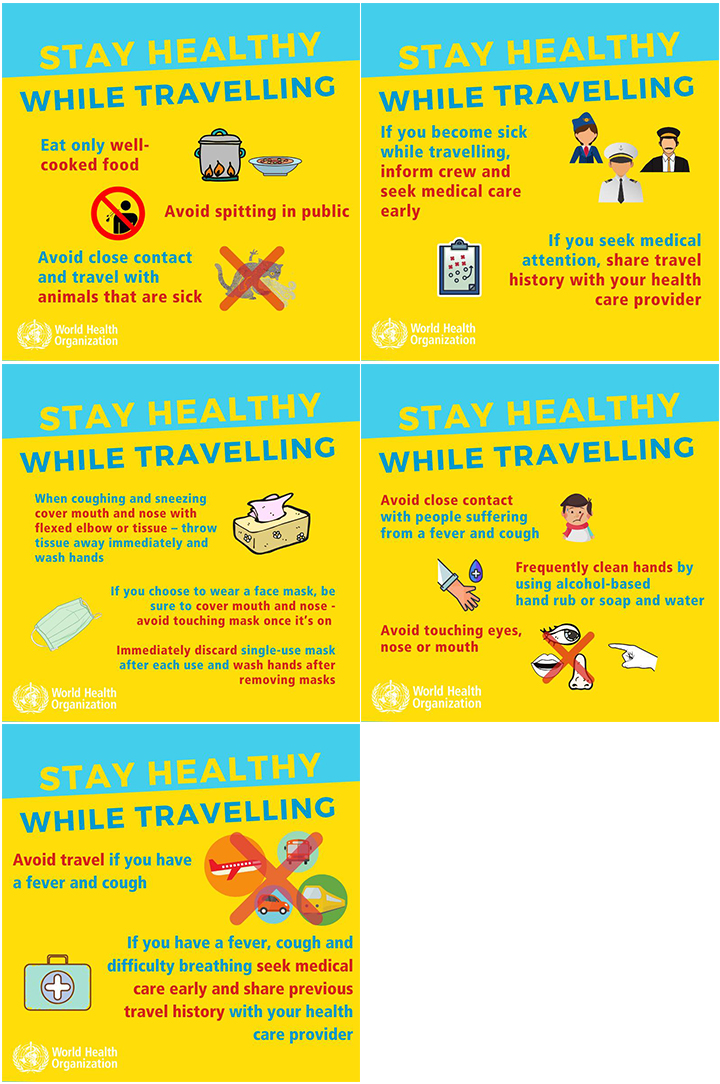 STAY HEALTHY
WHILE TRAVELLING
Eat only well-
cooked food
Avoid spitting in public
Avoid close contact
and travel with
animals that are sick
World Health
Organization
STAY HEALTHY
WHILE TRAVELLING
If you become sick
while travelling,
inform crew and
seek medical care
early
If you seek medical
attention, share travel
history with your health
care provider
World Health
Organization
STAY HEALTHY
WHILE TRAVELLING
When coughing and sneezing
cover mouth and nose with
flexed elbow or tissue – throw
tissue away immediately and
wash hands
If you choose to wear a face mask, be
sure to cover mouth and nose -
avoid touching mask once it's on
Immediately discard single-use mask
after each use and wash hands after
removing masks
World Health
Organization
STAY HEALTHY
WHILE TRAVELLING
Avoid close contact
with people suffering
from a fever and cough
Frequently clean hands by
using alcohol-based
hand rub or soap and water
Avoid touching eyes,
nose or mouth
World Health
Organization
STAY HEALTHY
WHILE TRAVELLING
Avoid travel if you have
a fever and cough
If you have a fever, cough and
difficulty breathing seek medical
care early and share previous
travel history with your health
care provider
World Health
Organization